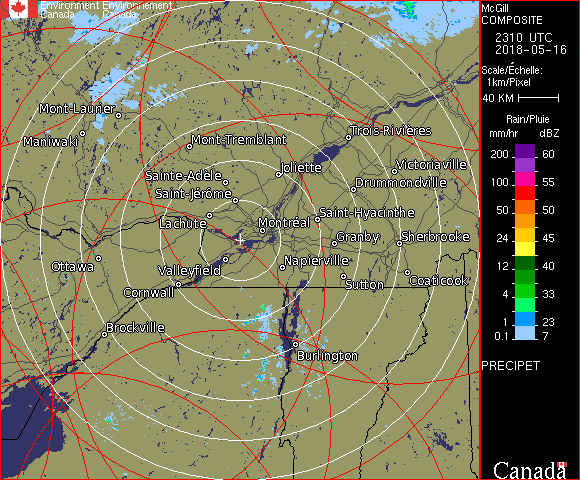 Environment Environnement
Canada Canada
McGill
COMPOSITE
2310 UTC
2018-05-16
Scale/Échelle:
1km/Pixel
40 KM
Rain/Pluie
mm/hr dBZ
200 60
100 55
50 50
24 45
12 40
4 33
1 23
0.1 7
PRECIPET
Canada
Mont-Laurier
Maniwaki
Mont-Tremblant
Trois-Rivières
Sainte-Adèle
Joliette
Victoriaville
Saint-Jérôme
Drummondville
Lachute
Montréal
Saint-Hyacinthe
Granby
Sherbrooke
Ottawa
Valleyfield
Napierville
Cornwall
Sutton
Coaticook
Brockville
Burlington